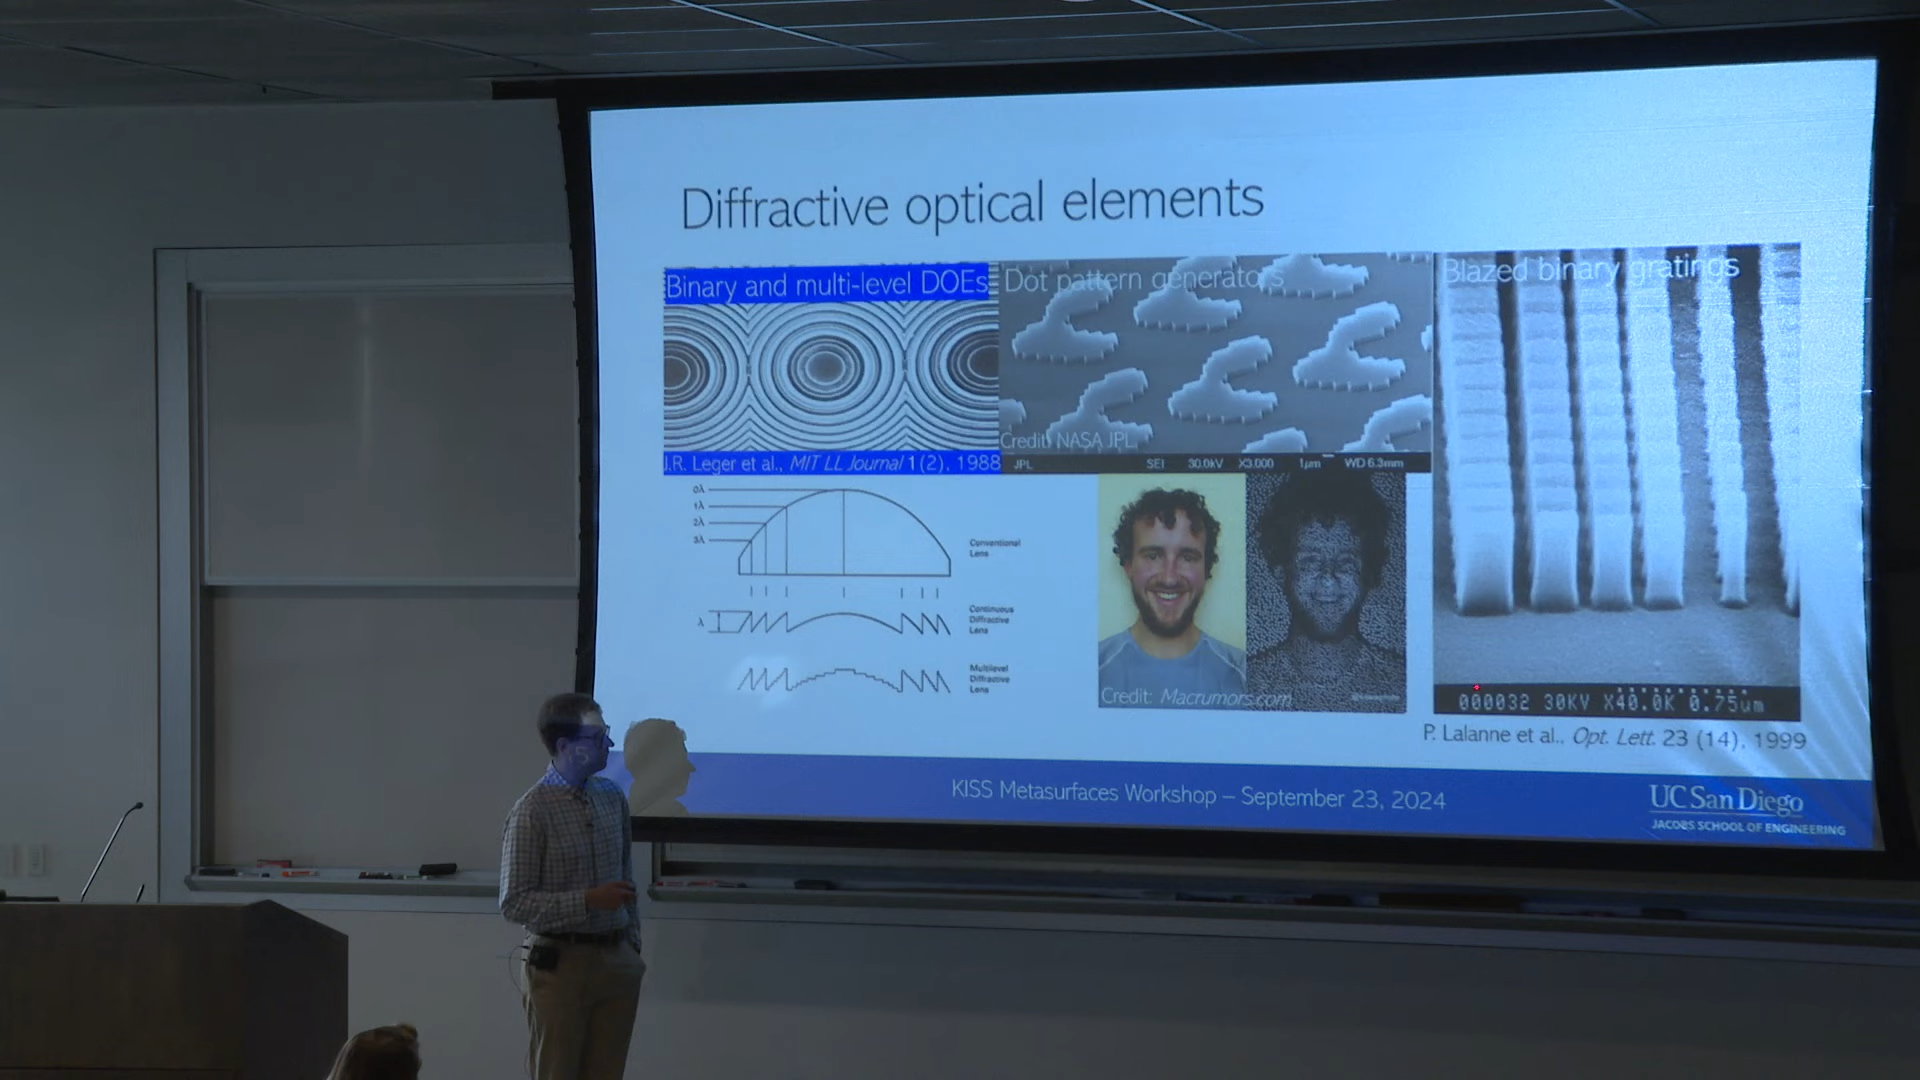 Diffractive optical elements
Binary and multi-level DOEs
Dot pattern generators
Blazed binary gratings
Credit: NASA JPL
J.R. Leger et al., MIT LL Journal 1 (2), 1988
JPL SEI 30.0kV X3,000 1μm WD 6.3mm
0λ
1λ
2λ
3λ
Conventional
Lens
λ
Continuous
Diffractive
Lens
Multilevel
Diffractive
Lens
Credit: Macrumors.com
000032 30KV X40.0K 0.75um
P. Lalanne et al., Opt. Lett. 23 (14), 1999
5
KISS Metasurfaces Workshop – September 23, 2024
UC San Diego
JACOBS SCHOOL OF ENGINEERING